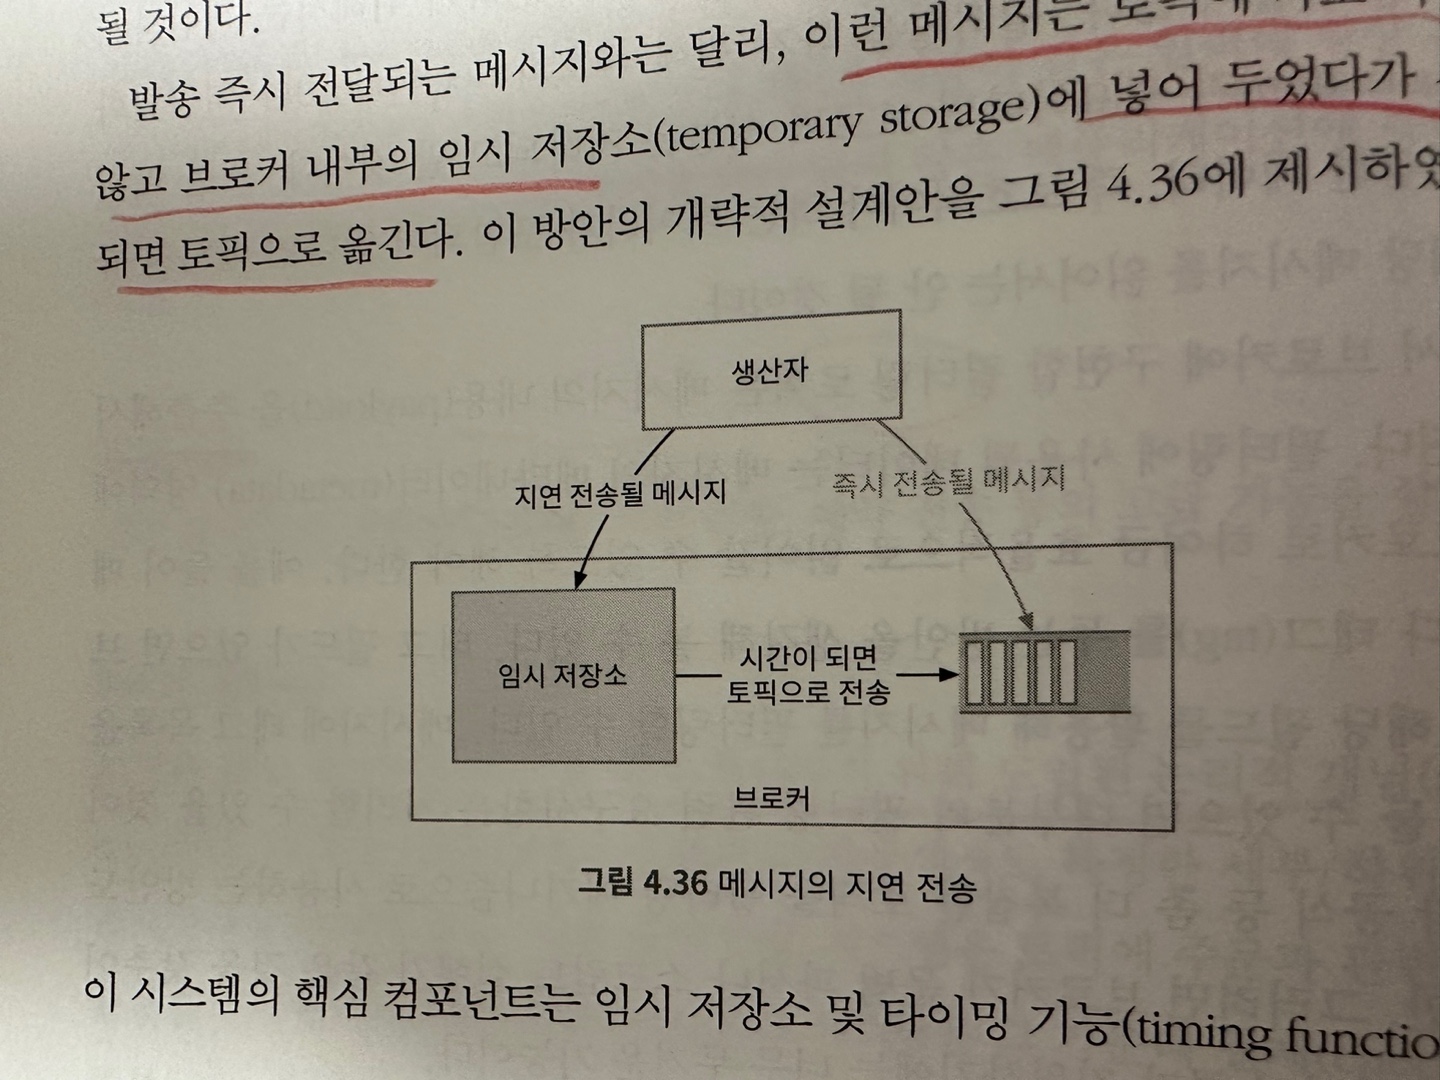 될 것이다.
발송 즉시 전달되는 메시지와는 달리, 이런 메시지는 토픽에
않고 브로커 내부의 임시 저장소(temporary storage)에 넣어 두었다가
되면 토픽으로 옮긴다. 이 방안의 개략적 설계안을 그림 4.36에 제시하였
생산자
지연 전송될 메시지
즉시 전송될 메시지
임시 저장소
시간이 되면
토픽으로 전송
브로커
그림 4.36 메시지의 지연 전송
이 시스템의 핵심 컴포넌트는 임시 저장소 및 타이밍 기능(timing functio